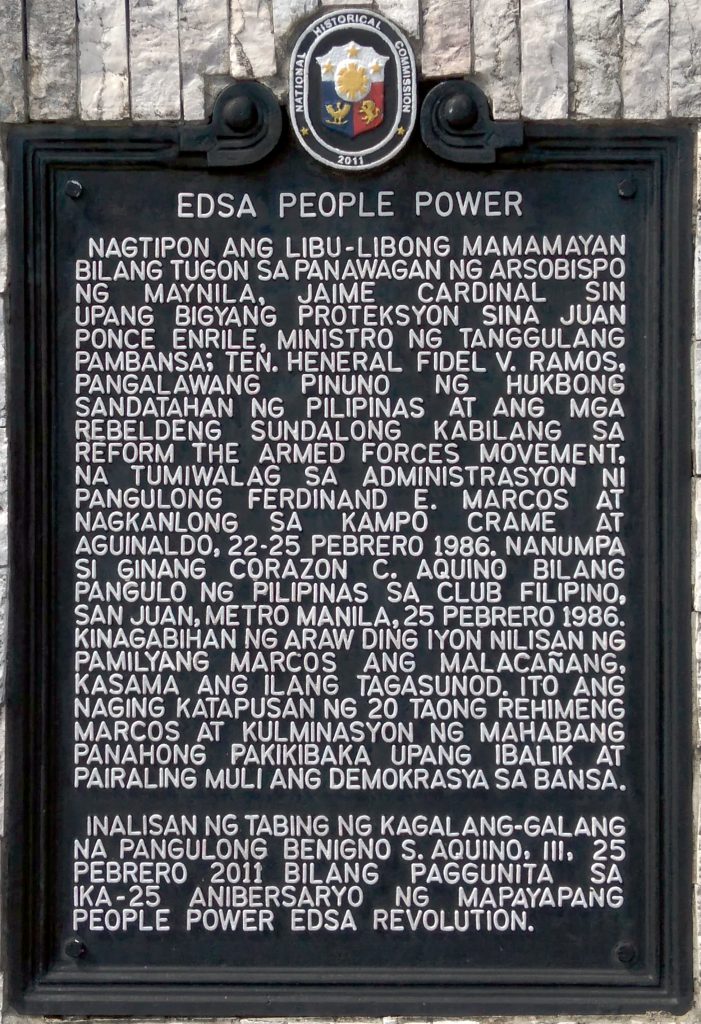 NATIONAL HISTORICAL COMMISSION
2011
EDSA PEOPLE POWER
NAGTIPON ANG LIBU-LIBONG MAMAMAYAN
BILANG TUGON SA PANAWAGAN NG ARSOBISPO
NG MAYNILA, JAIME CARDINAL SIN
UPANG BIGYANG PROTEKSYON SINA JUAN
PONCE ENRILE, MINISTRO NG TANGGULANG
PAMBANSA; TEN. HENERAL FIDEL V. RAMOS,
PANGALAWANG PINUNO NG HUKBONG
SANDATAHAN NG PILIPINAS AT ANG MGA
REBELDENG SUNDALONG KABILANG SA
REFORM THE ARMED FORCES MOVEMENT,
NA TUMIWALAG SA ADMINISTRASYON NI
PANGULONG FERDINAND E. MARCOS AT
NAGKANLONG SA KAMPO CRAME AT
AGUINALDO, 22-25 PEBRERO 1986. NANUMPA
SI GINANG CORAZON C. AQUINO BILANG
PANGULO NG PILIPINAS SA CLUB FILIPINO,
SAN JUAN, METRO MANILA, 25 PEBRERO 1986.
KINAGABIHAN NG ARAW DING IYON NILISAN NG
PAMILYANG MARCOS ANG MALACAÑANG,
KASAMA ANG ILANG TAGASUNOD. ITO ANG
NAGING KATAPUSAN NG 20 TAONG REHIMENG
MARCOS AT KULMINASYON NG MAHABANG
PANAHONG PAKIKIBAKA UPANG IBALIK AT
PAIRALING MULI ANG DEMOKRASYA SA BANSA.
INALISAN NG TABING NG KAGALANG-GALANG
NA PANGULONG BENIGNO S. AQUINO, III, 25
PEBRERO 2011 BILANG PAGGUNITA SA
IKA-25 ANIBERSARYO NG MAPAYAPANG
PEOPLE POWER EDSA REVOLUTION.